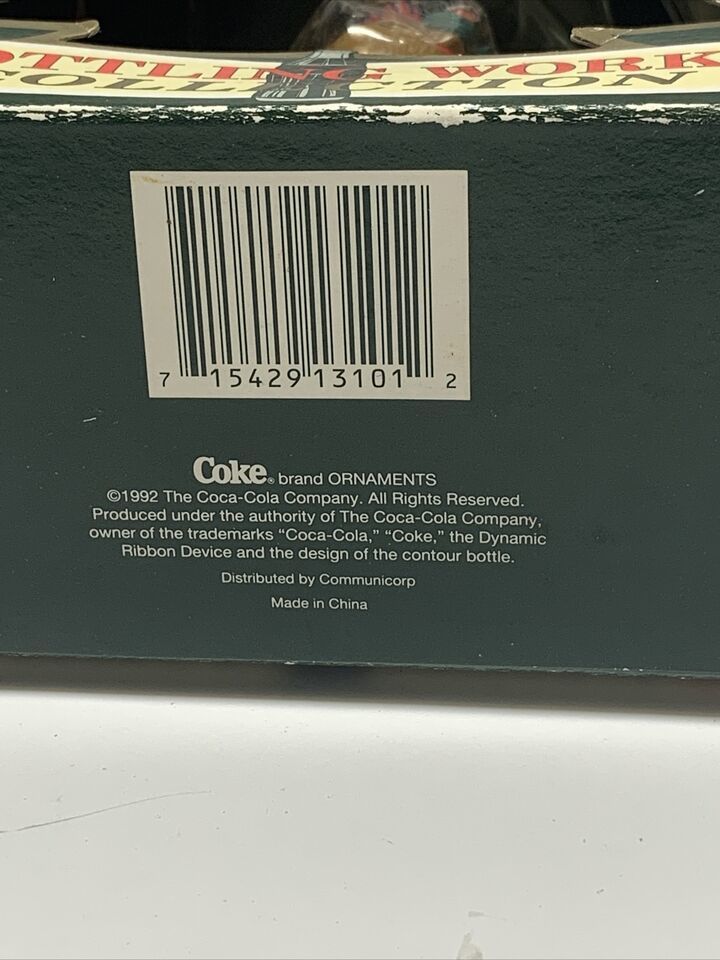 OTTLING WORK
COLLECTION
7 15429 13101 2
Coke® brand ORNAMENTS
©1992 The Coca-Cola Company. All Rights Reserved.
Produced under the authority of The Coca-Cola Company,
owner of the trademarks “Coca-Cola,” “Coke,” the Dynamic
Ribbon Device and the design of the contour bottle.
Distributed by Communicorp
Made in China